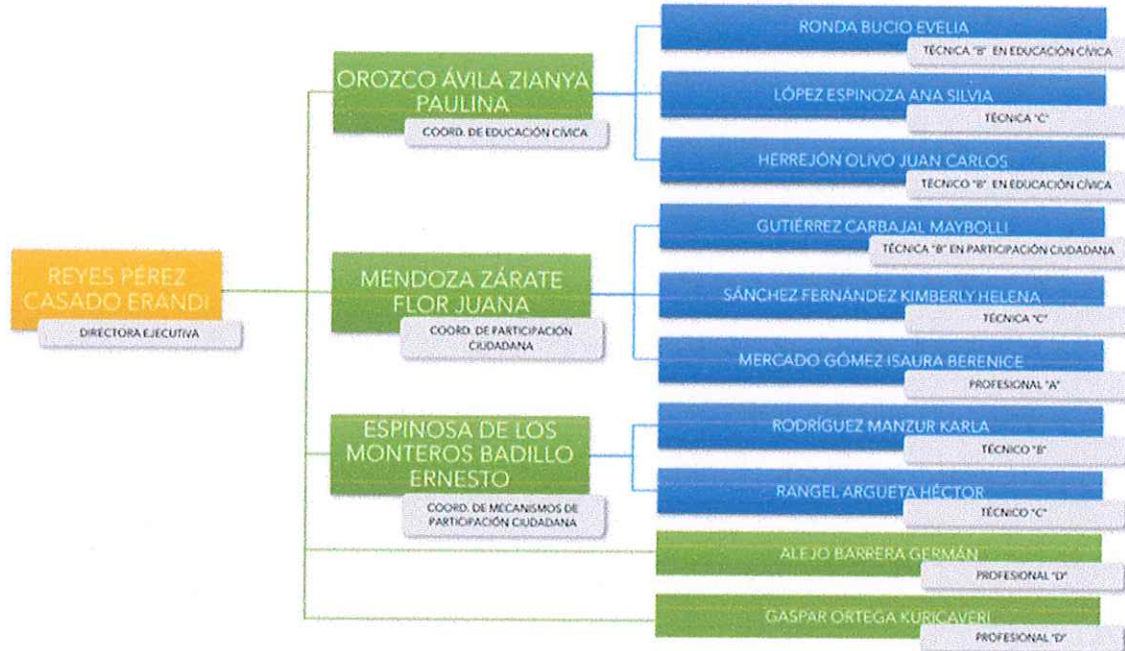 REYES PÉREZ
CASADO ERANDI
DIRECTORA EJECUTIVA
OROZCO ÁVILA ZIANYA
PAULINA
COORD. DE EDUCACIÓN CÍVICA
RONDA BUCIO EVELIA
TÉCNICA "B" EN EDUCACIÓN CÍVICA
LÓPEZ ESPINOZA ANA SILVIA
TÉCNICA "C"
HERREJÓN OLIVO JUAN CARLOS
TÉCNICO "B" EN EDUCACIÓN CÍVICA
MENDOZA ZÁRATE
FLOR JUANA
COORD. DE PARTICIPACIÓN
CIUDADANA
GUTIÉRREZ CARBAJAL MAYBOLLI
TÉCNICA "B" EN PARTICIPACIÓN CIUDADANA
SÁNCHEZ FERNÁNDEZ KIMBERLY HELENA
TÉCNICA "C"
MERCADO GÓMEZ ISAURA BERENICE
PROFESIONAL "A"
ESPINOSA DE LOS
MONTEROS BADILLO
ERNESTO
COORD. DE MECANISMOS DE
PARTICIPACIÓN CIUDADANA
RODRÍGUEZ MANZUR KARLA
TÉCNICO "B"
RANGEL ARGUETA HÉCTOR
TÉCNICO "C"
ALEJO BARRERA GERMÁN
PROFESIONAL "D"
GASPAR ORTEGA KURICAVERI
PROFESIONAL "D"